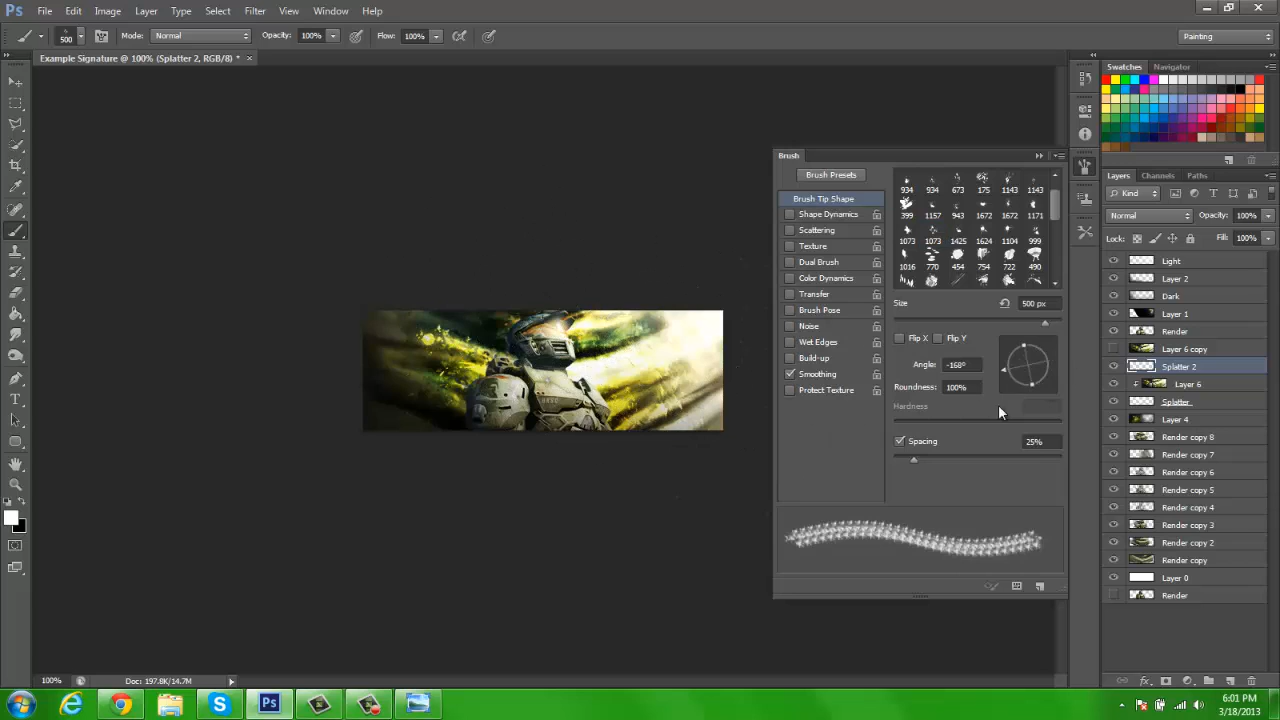 Ps File Edit Image Layer Type Select Filter View Window Help
500 Mode: Normal Opacity: 100% Flow: 100% Painting
Example Signature @ 100% (Splatter 2, RGB/8) *
Swatches Navigator
Brush
Brush Presets
Brush Tip Shape
Shape Dynamics
Scattering
Texture
Dual Brush
Color Dynamics
Transfer
Brush Pose
Noise
Wet Edges
Build-up
Smoothing
Protect Texture
934 934 673 175 1143 1143
399 1157 943 1672 1672 1171
1073 1073 1425 1624 1104 999
1016 770 454 754 722 490
Size 500 px
Flip X Flip Y
Angle: -168°
Roundness: 100%
Hardness
Spacing 25%
Layers Channels Paths
Kind
Normal Opacity: 100%
Lock: Fill: 100%
Light
Layer 2
Dark
Layer 1
Render
Layer 6 copy
Splatter 2
Layer 6
Splatter
Layer 4
Render copy 8
Render copy 7
Render copy 6
Render copy 5
Render copy 4
Render copy 3
Render copy 2
Render copy
Layer 0
Render
100% Doc: 197.8K/14.7M
6:01 PM
3/18/2013